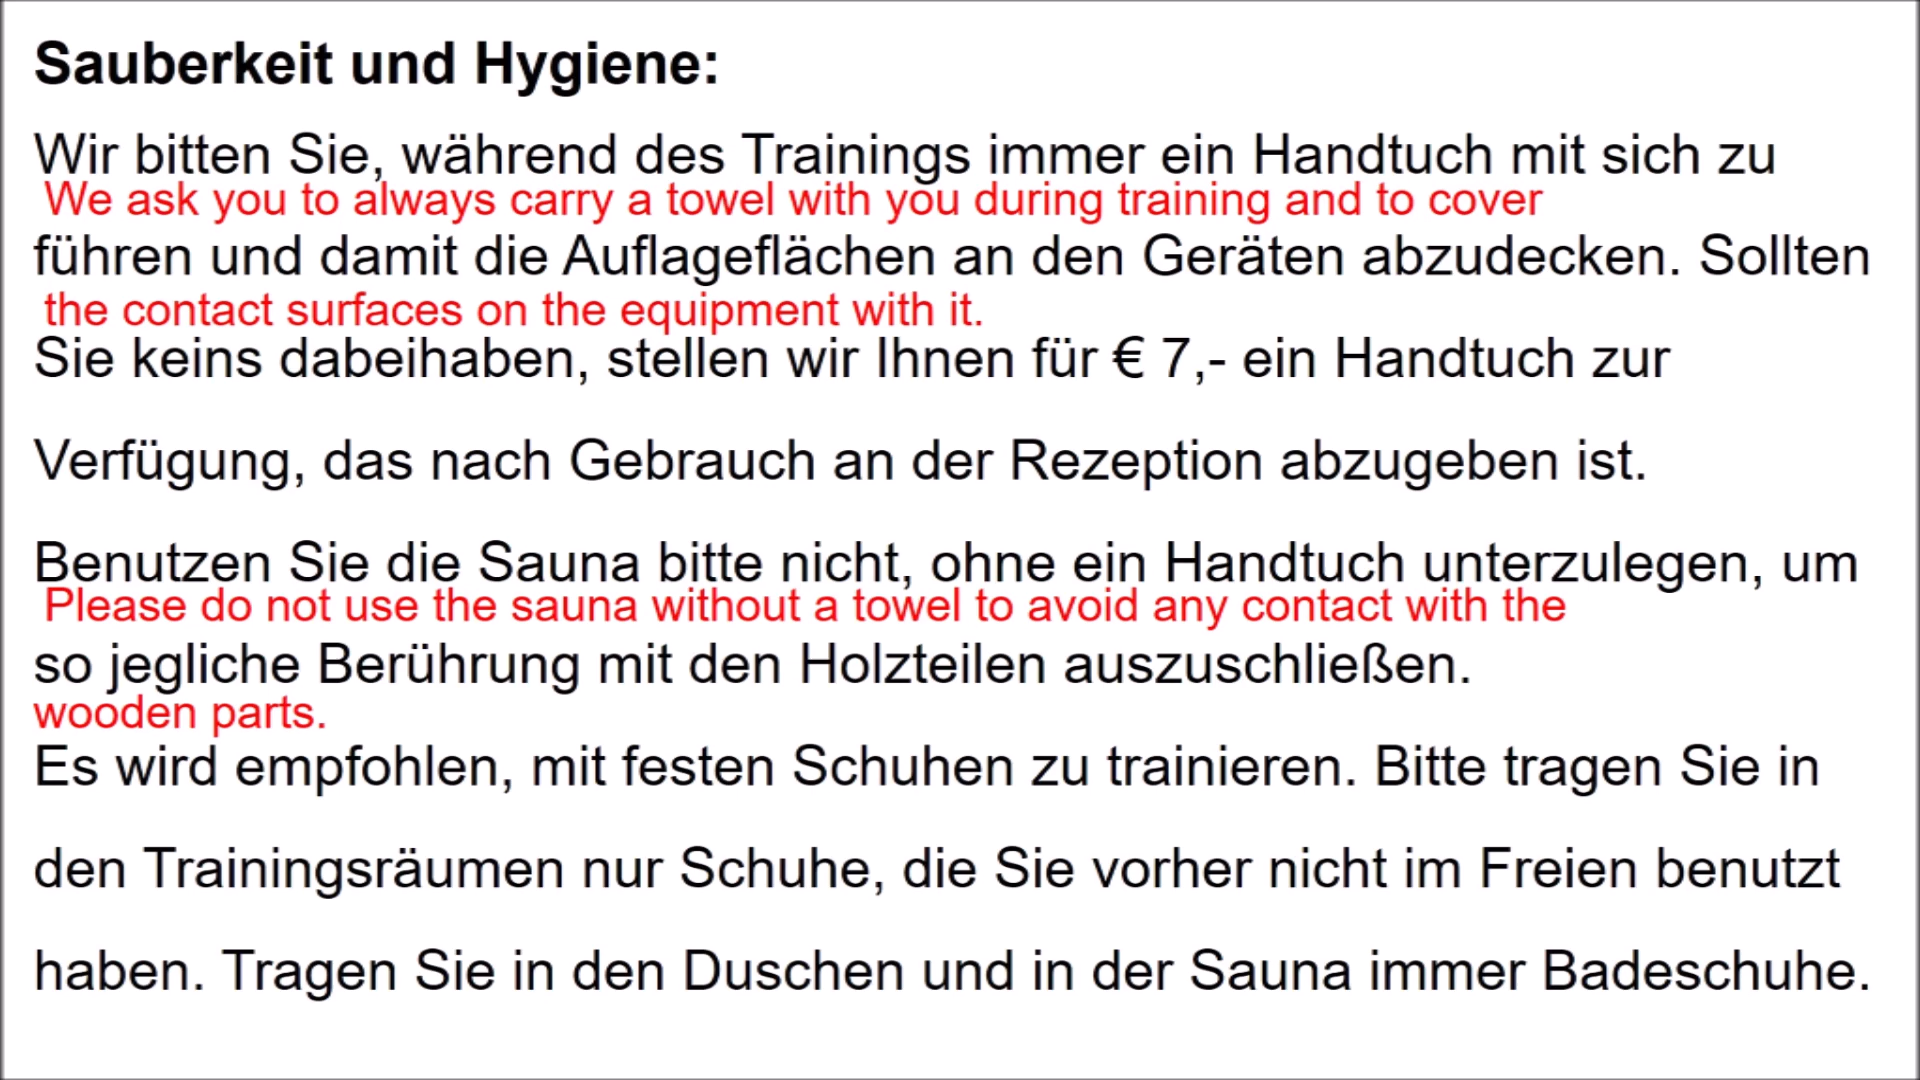 Sauberkeit und Hygiene:
Wir bitten Sie, während des Trainings immer ein Handtuch mit sich zu
We ask you to always carry a towel with you during training and to cover
führen und damit die Auflageflächen an den Geräten abzudecken. Sollten
the contact surfaces on the equipment with it.
Sie keins dabeihaben, stellen wir Ihnen für € 7,- ein Handtuch zur
Verfügung, das nach Gebrauch an der Rezeption abzugeben ist.
Benutzen Sie die Sauna bitte nicht, ohne ein Handtuch unterzulegen, um
Please do not use the sauna without a towel to avoid any contact with the
so jegliche Berührung mit den Holzteilen auszuschließen.
wooden parts.
Es wird empfohlen, mit festen Schuhen zu trainieren. Bitte tragen Sie in
den Trainingsräumen nur Schuhe, die Sie vorher nicht im Freien benutzt
haben. Tragen Sie in den Duschen und in der Sauna immer Badeschuhe.